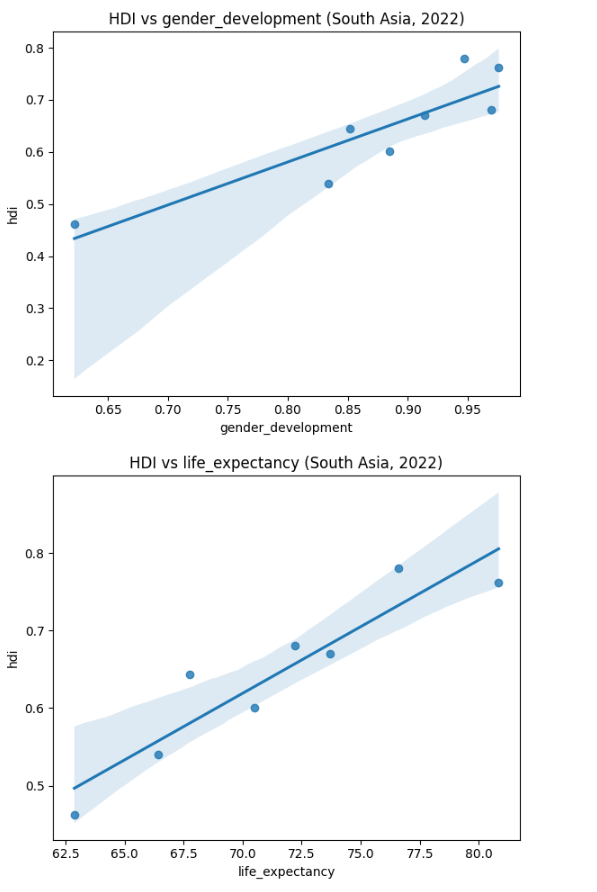 HDI vs gender_development (South Asia, 2022)
0.8
0.7
0.6
0.5
0.4
0.3
0.2
hdi
0.65 0.70 0.75 0.80 0.85 0.90 0.95
gender_development
HDI vs life_expectancy (South Asia, 2022)
0.8
0.7
0.6
0.5
hdi
62.5 65.0 67.5 70.0 72.5 75.0 77.5 80.0
life_expectancy